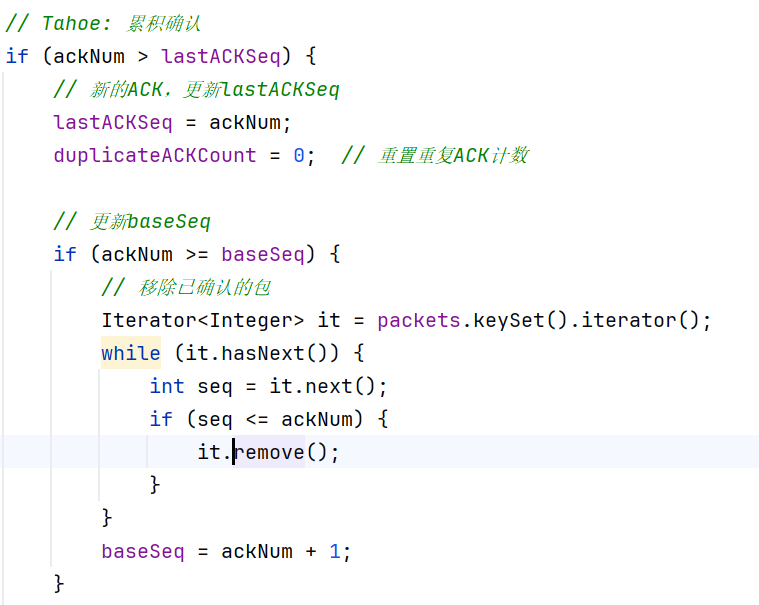 // Tahoe: 累积确认
if (ackNum > lastACKSeq) {
// 新的ACK，更新lastACKSeq
lastACKSeq = ackNum;
duplicateACKCount = 0;  // 重置重复ACK计数
// 更新baseSeq
if (ackNum >= baseSeq) {
// 移除已确认的包
Iterator<Integer> it = packets.keySet().iterator();
while (it.hasNext()) {
int seq = it.next();
if (seq <= ackNum) {
it.remove();
}
}
baseSeq = ackNum + 1;
}